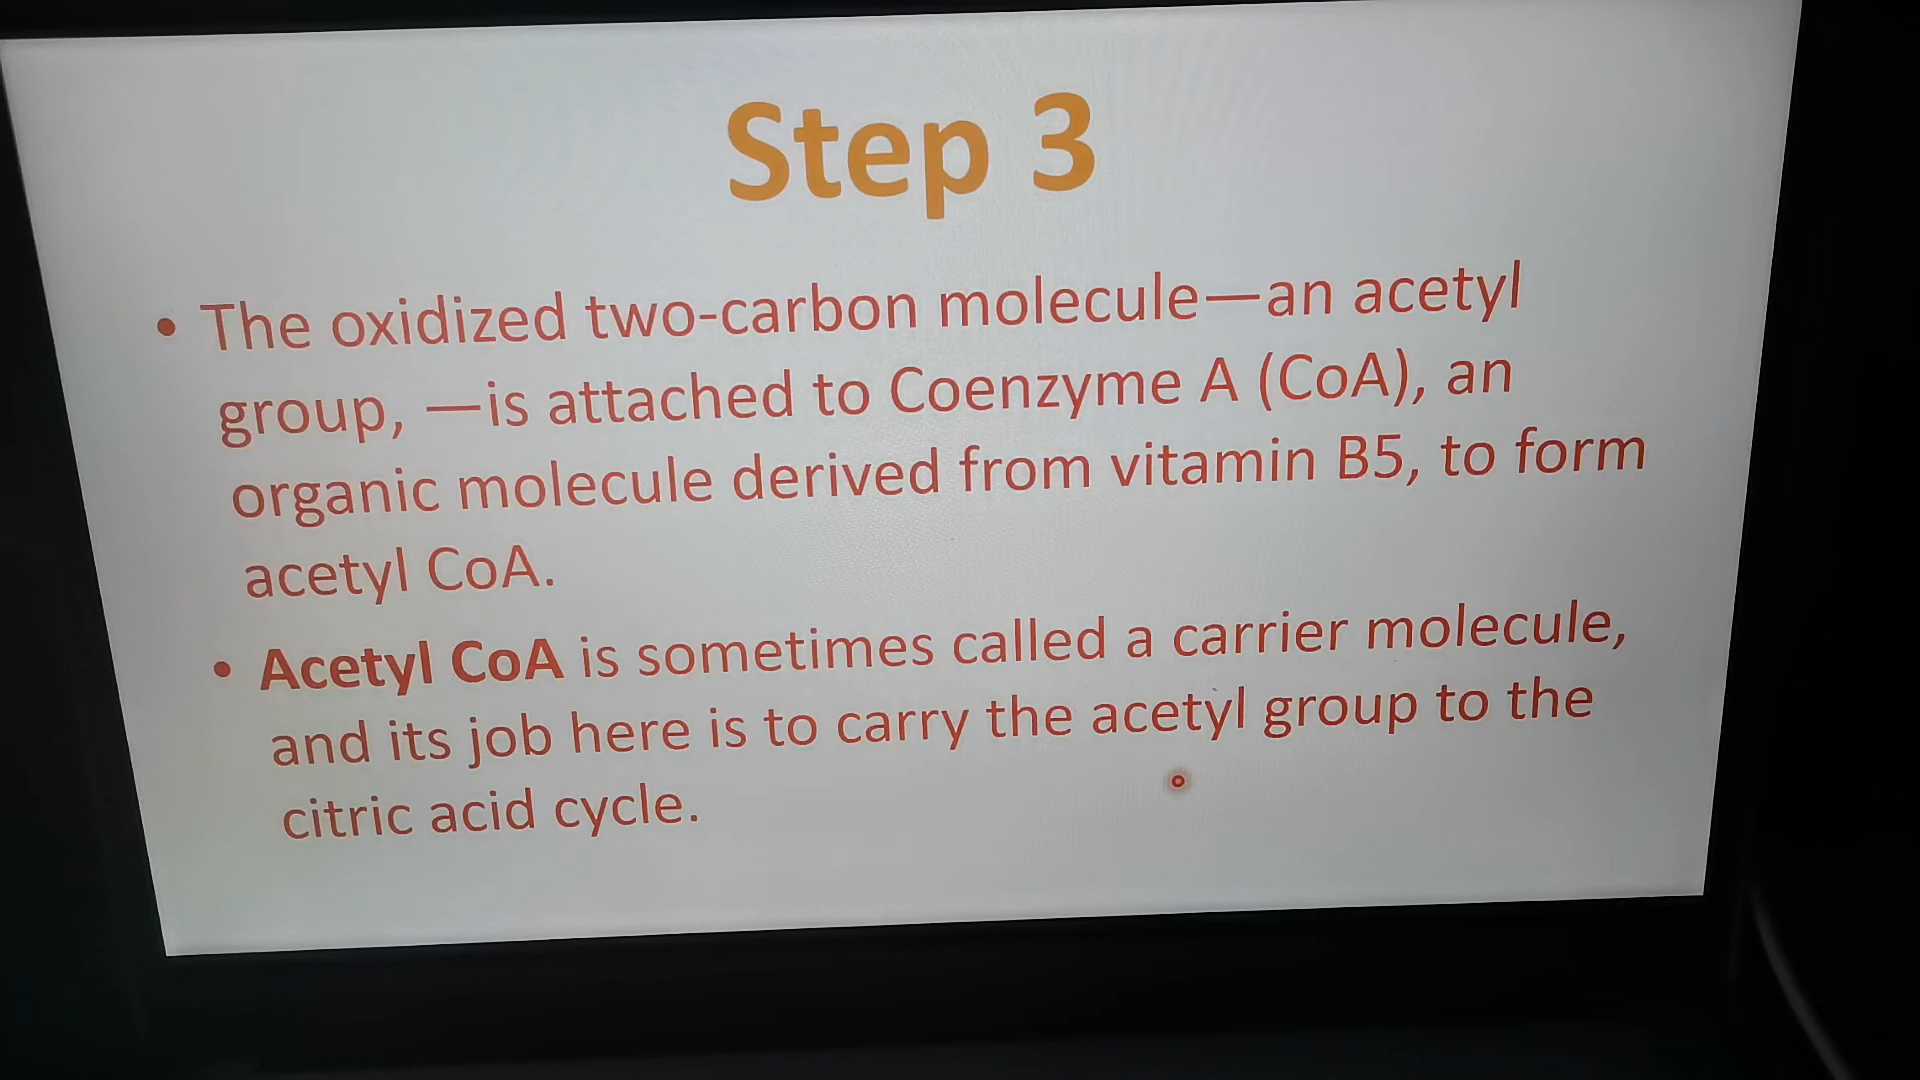 Step 3
• The oxidized two-carbon molecule—an acetyl
group, —is attached to Coenzyme A (CoA), an
organic molecule derived from vitamin B5, to form
acetyl CoA.
• Acetyl CoA is sometimes called a carrier molecule,
and its job here is to carry the acetyl group to the
citric acid cycle.